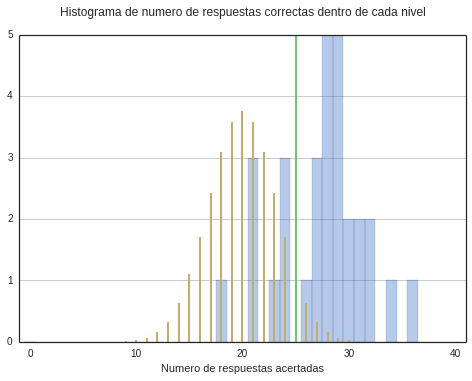 Histograma de numero de respuestas correctas dentro de cada nivel
5
4
3
2
1
0
0 10 20 30 40
Numero de respuestas acertadas